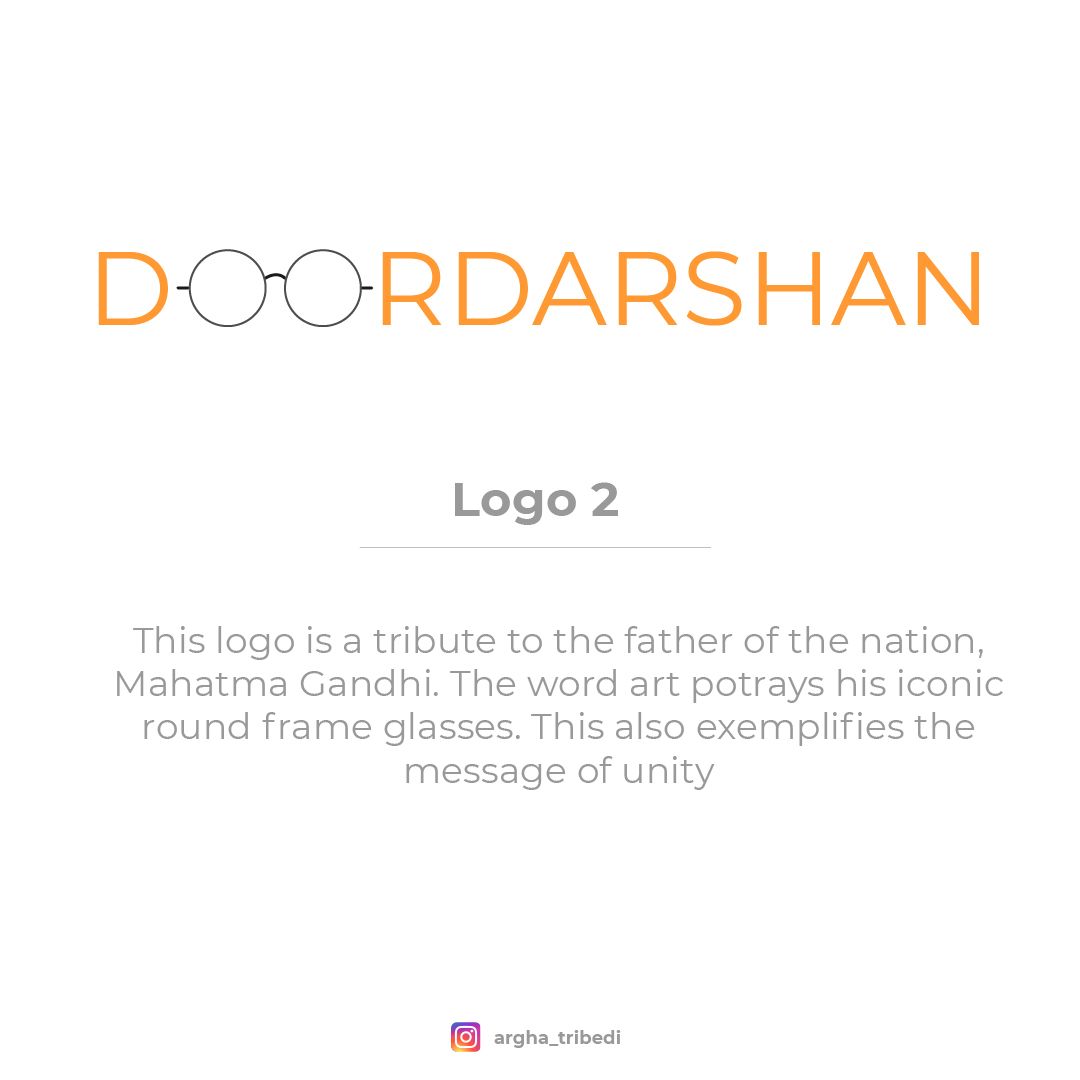 DOORDARSHAN
Logo 2
This logo is a tribute to the father of the nation,
Mahatma Gandhi. The word art potrays his iconic
round frame glasses. This also exemplifies the
message of unity
argha_tribedi